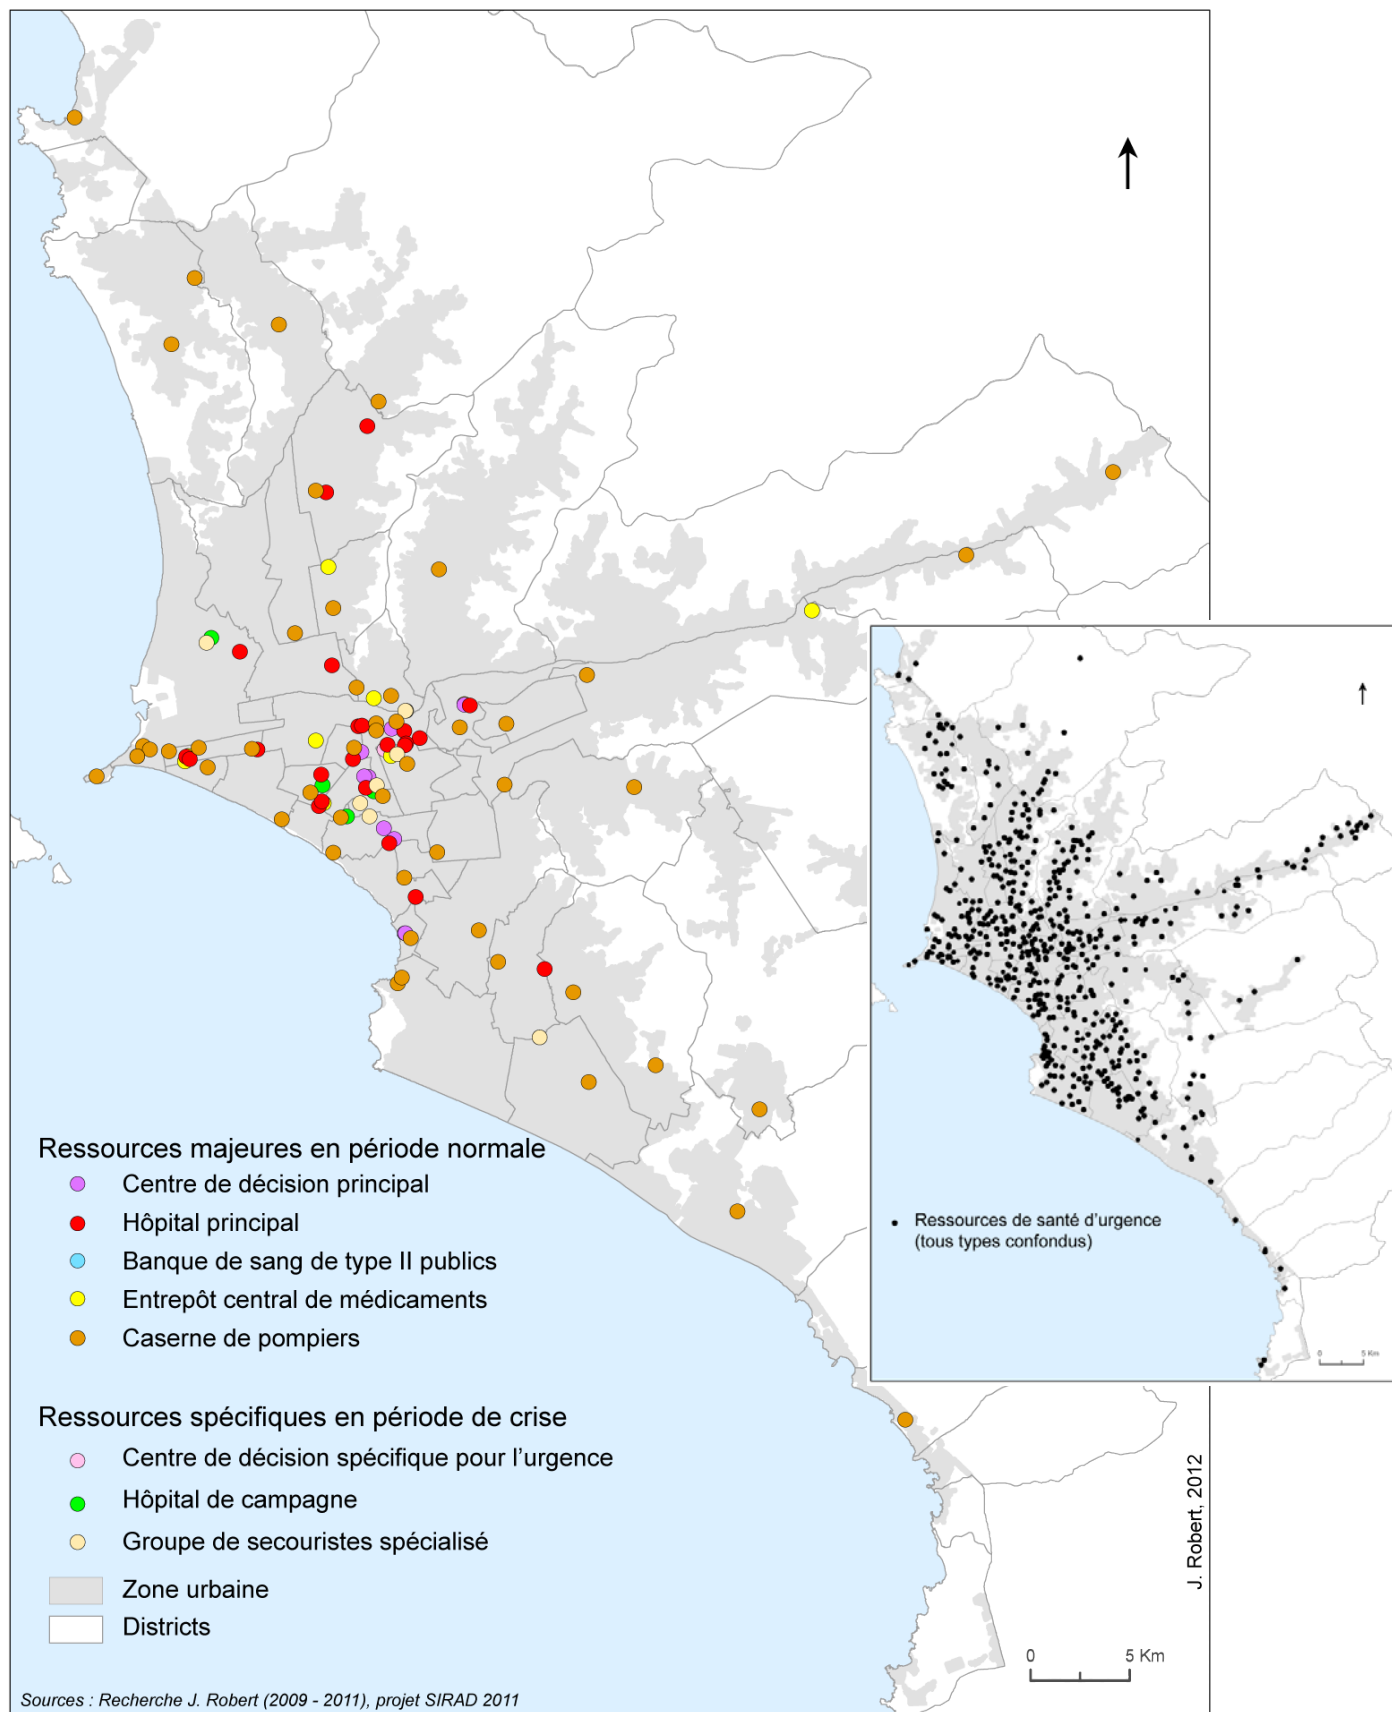 Ressources majeures en période normale
Centre de décision principal
Hôpital principal
Banque de sang de type II publics
Entrepôt central de médicaments
Caserne de pompiers
Ressources spécifiques en période de crise
Centre de décision spécifique pour l'urgence
Hôpital de campagne
Groupe de secouristes spécialisé
Zone urbaine
Districts
Sources : Recherche J. Robert (2009 - 2011), projet SIRAD 2011
Ressources de santé d'urgence
(tous types confondus)
0 5 Km
J. Robert, 2012
0 5 Km